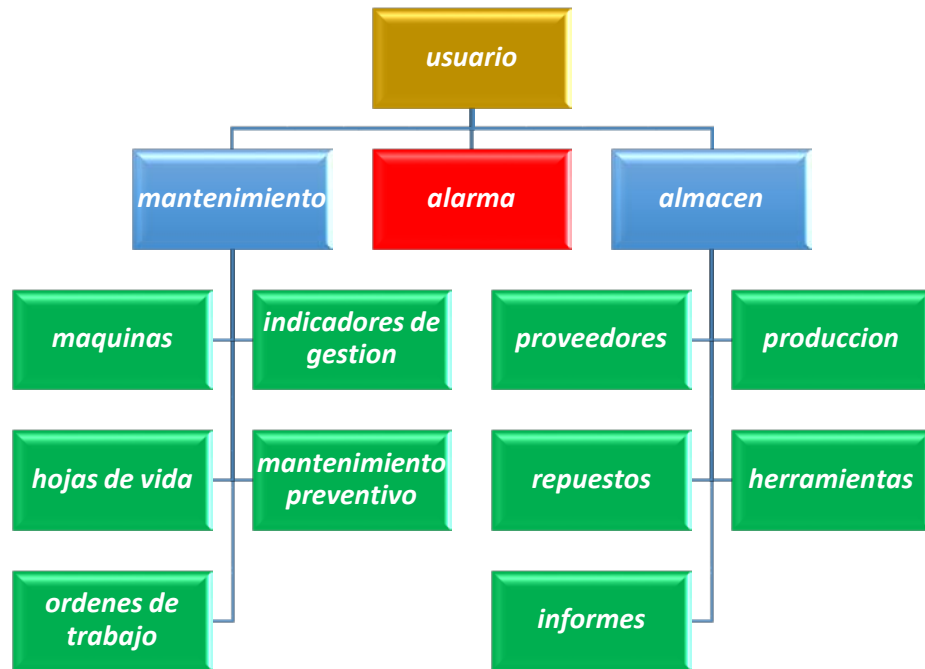 usuario
mantenimiento
alarma
almacen
maquinas
indicadores de
gestion
proveedores
produccion
hojas de vida
mantenimiento
preventivo
repuestos
herramientas
ordenes de
trabajo
informes